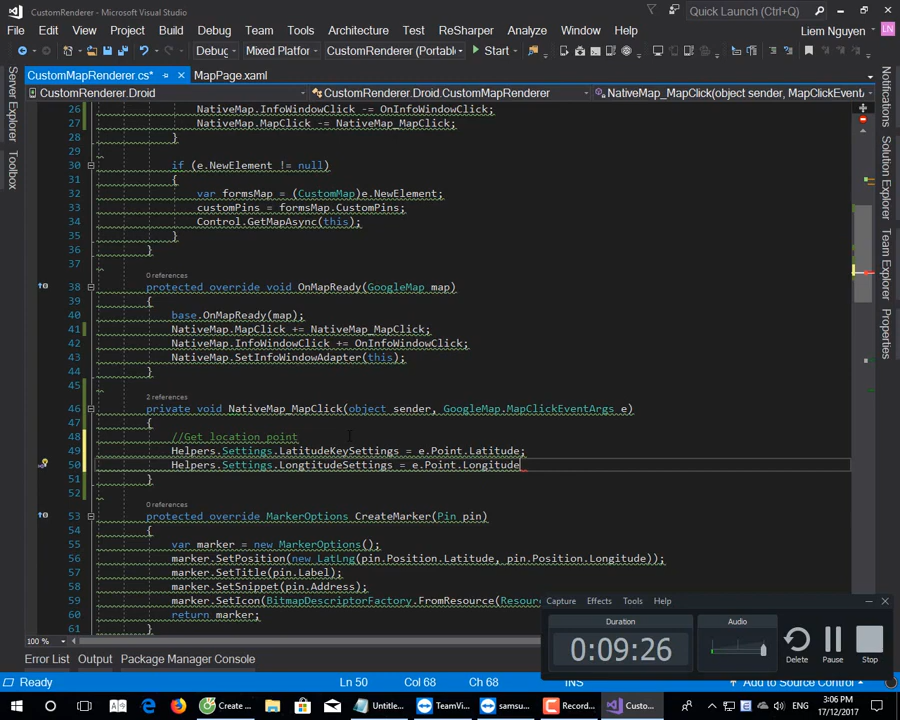 CustomRenderer - Microsoft Visual Studio
Quick Launch (Ctrl+Q)
File Edit View Project Build Debug Team Tools Architecture Test ReSharper Analyze Window Help
Liem Nguyen LN
Debug Mixed Platfor CustomRenderer (Portabl Start
CustomMapRenderer.cs* MapPage.xaml
CustomRenderer.Droid CustomRenderer.Droid CustomMapRenderer NativeMap_MapClick(object sender, MapClickEventA
Server Explorer
Toolbox
Notifications
Solution Explorer
Team Explorer
Properties
26 NativeMap.InfoWindowClick -= OnInfoWindowClick;
27 NativeMap.MapClick -= NativeMap_MapClick;
28 }
29
30 if (e.NewElement != null)
31 {
32 var formsMap = (CustomMap)e.NewElement;
33 customPins = formsMap.CustomPins;
34 Control.GetMapAsync(this);
35 }
36 }
37
0 references
38 protected override void OnMapReady(GoogleMap map)
39 {
40 base.OnMapReady(map);
41 NativeMap.MapClick += NativeMap_MapClick;
42 NativeMap.InfoWindowClick += OnInfoWindowClick;
43 NativeMap.SetInfoWindowAdapter(this);
44 }
45
2 references
46 private void NativeMap_MapClick(object sender, GoogleMap.MapClickEventArgs e)
47 {
48 //Get location point
49 Helpers.Settings.LatitudeKeySettings = e.Point.Latitude;
50 Helpers.Settings.LongtitudeSettings = e.Point.Longitude
51 }
52
0 references
53 protected override MarkerOptions CreateMarker(Pin pin)
54 {
55 var marker = new MarkerOptions();
56 marker.SetPosition(new LatLng(pin.Position.Latitude, pin.Position.Longitude));
57 marker.SetTitle(pin.Label);
58 marker.SetSnippet(pin.Address);
59 marker.SetIcon(BitmapDescriptorFactory.FromResource(Resour
60 return marker;
61 }
100 %
Capture Effects Tools Help
Duration
0:09:26
Audio
Delete
Pause
Stop
Error List Output Package Manager Console
Ready Ln 50 Col 68 Ch 68 INS Add to Source Control
Create ... Untitle... TeamVi... samsu... Record... Custo... ENG 3:06 PM
17/12/2017